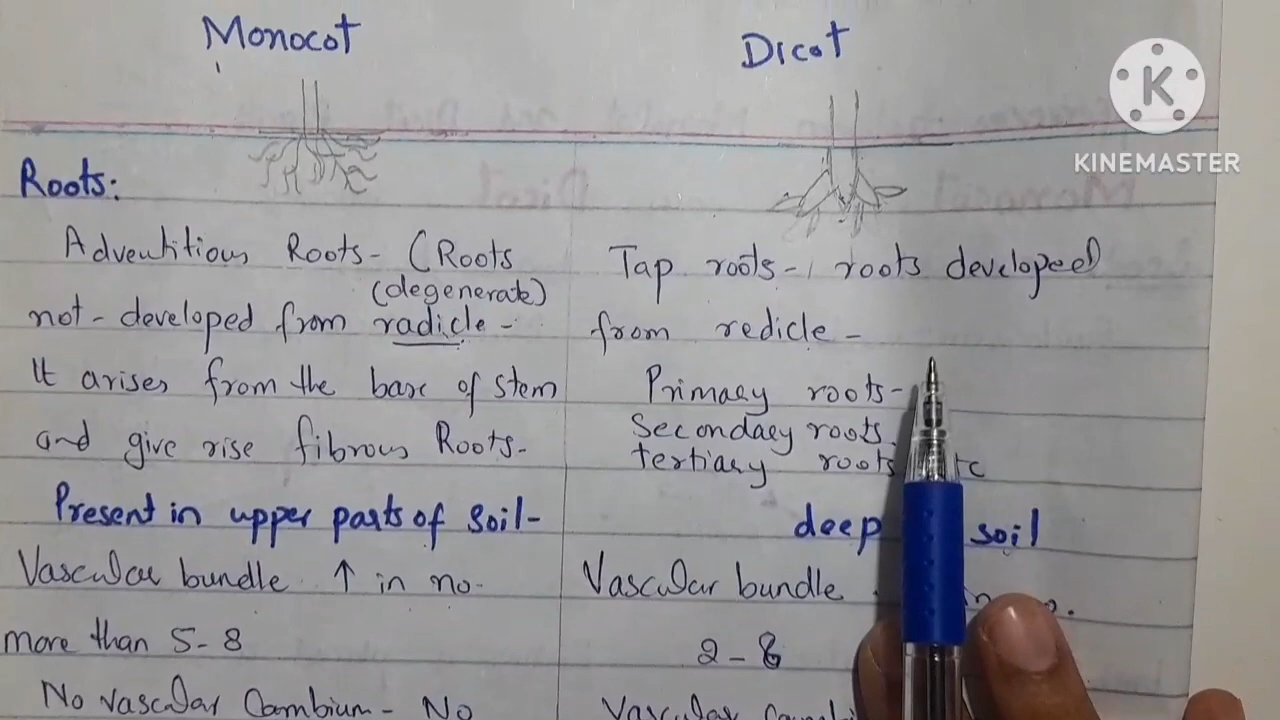 Monocot
Dicot
KINEMASTER
Roots:
Adventitious Roots- (Roots
(degenerate)
not-developed from radicle-
It arises from the base of stem
and give rise fibrous Roots-
Present in upper parts of soil-
Vascular bundle ↑ in no-
more than 5-8
No vascular Cambium- No
Tap roots- roots developed
from redicle-
Primary roots-
Secondary roots
tertiary roots
deep soil
Vascular bundle
2-6
Vascular